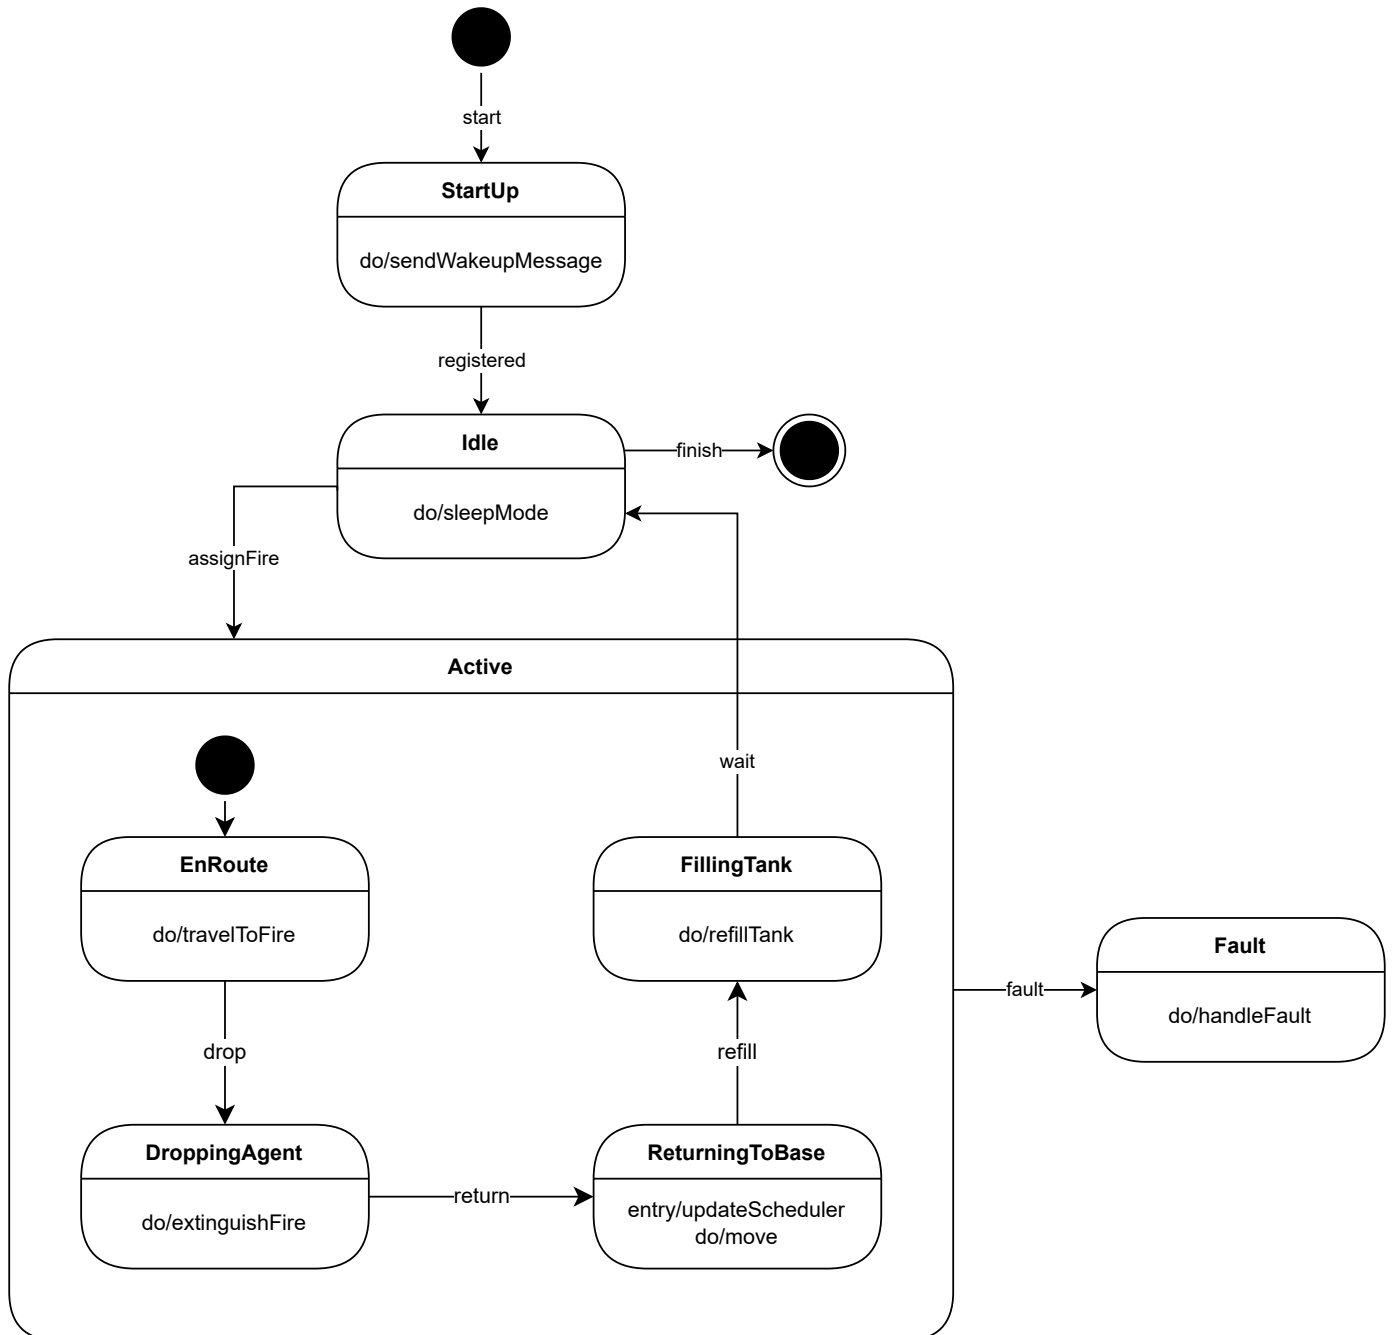 start
StartUp
do/sendWakeupMessage
registered
Idle
do/sleepMode
finish
assignFire
Active
wait
EnRoute
do/travelToFire
FillingTank
do/refillTank
Fault
do/handleFault
fault
drop
refill
DroppingAgent
do/extinguishFire
return
ReturningToBase
entry/updateScheduler
do/move